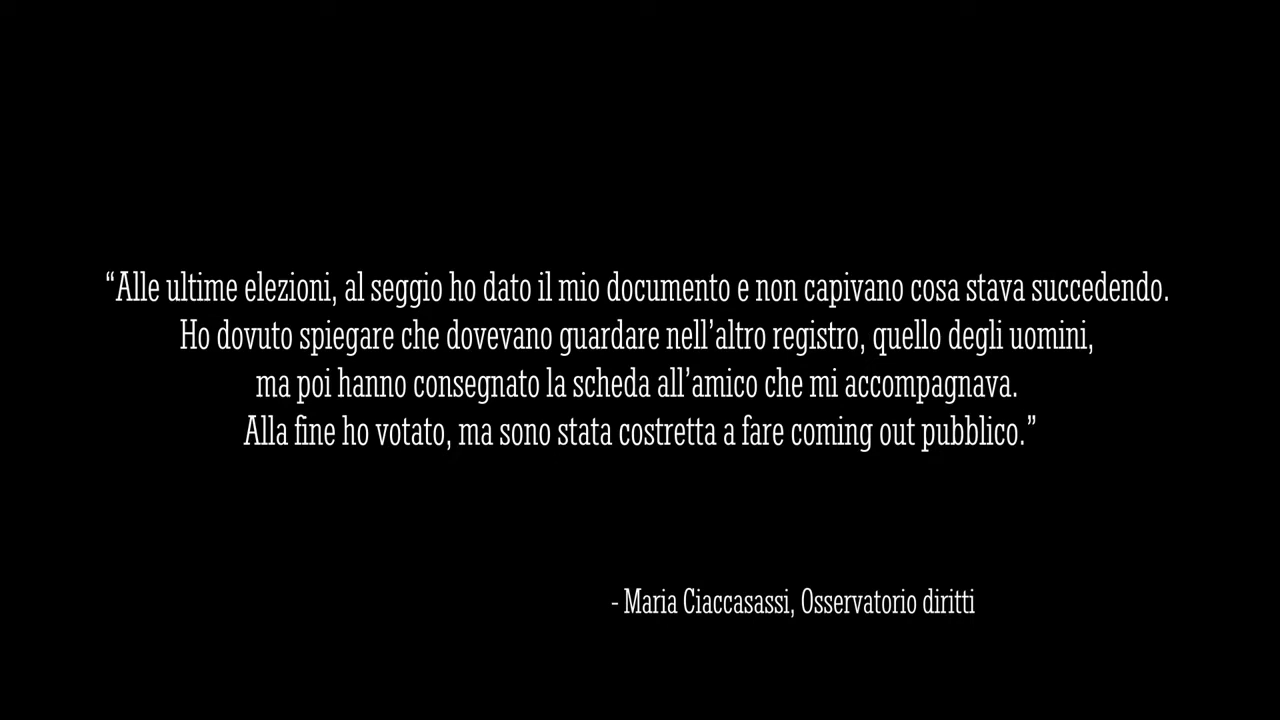 “Alle ultime elezioni, al seggio ho dato il mio documento e non capivano cosa stava succedendo.
Ho dovuto spiegare che dovevano guardare nell’altro registro, quello degli uomini,
ma poi hanno consegnato la scheda all’amico che mi accompagnava.
Alla fine ho votato, ma sono stata costretta a fare coming out pubblico.”
- Maria Ciaccasassi, Osservatorio diritti